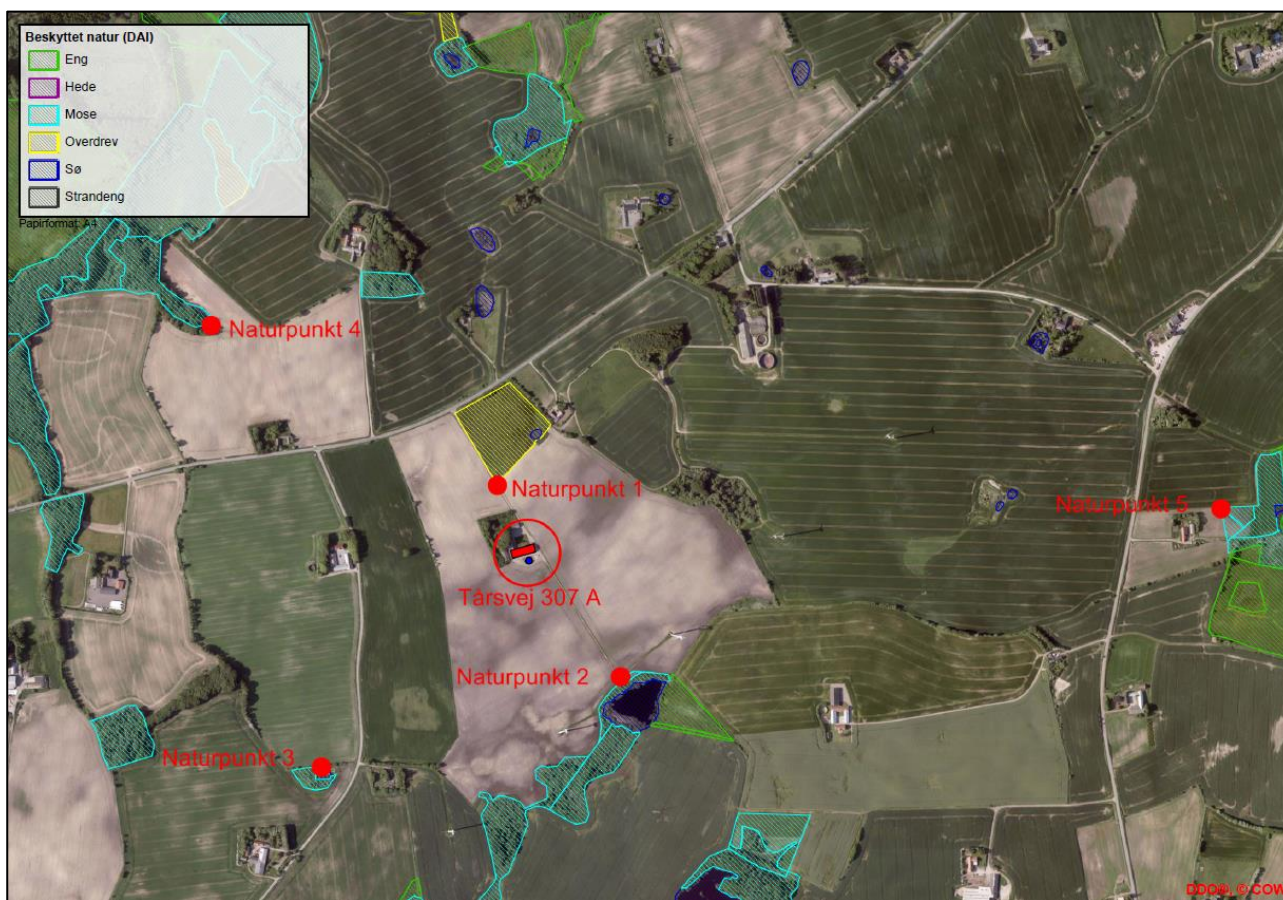 Beskyttet natur (DAI)
Eng
Hede
Mose
Overdrev
Sø
Strandeng
Papirformat: A4
Naturpunkt 4
Naturpunkt 1
Naturpunkt 5
Tårsvej 307 A
Naturpunkt 2
Naturpunkt 3
DDO®, © COW